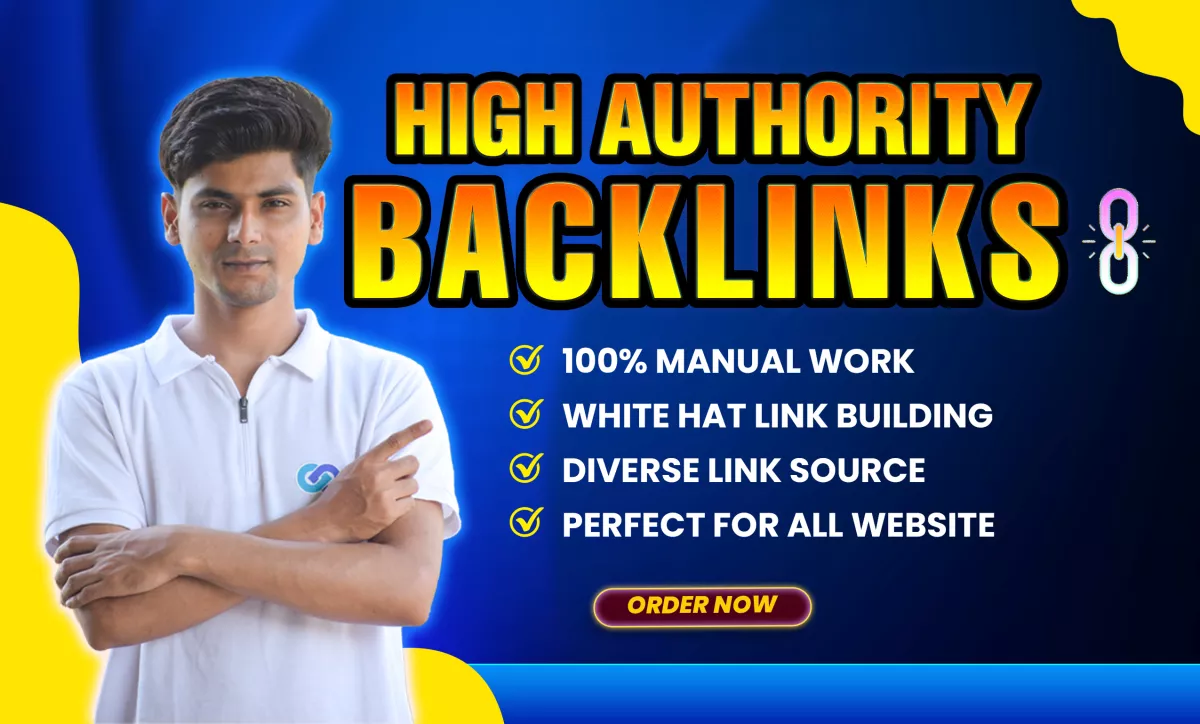 HIGH AUTHORITY
BACKLINKS
100% MANUAL WORK
WHITE HAT LINK BUILDING
DIVERSE LINK SOURCE
PERFECT FOR ALL WEBSITE
ORDER NOW